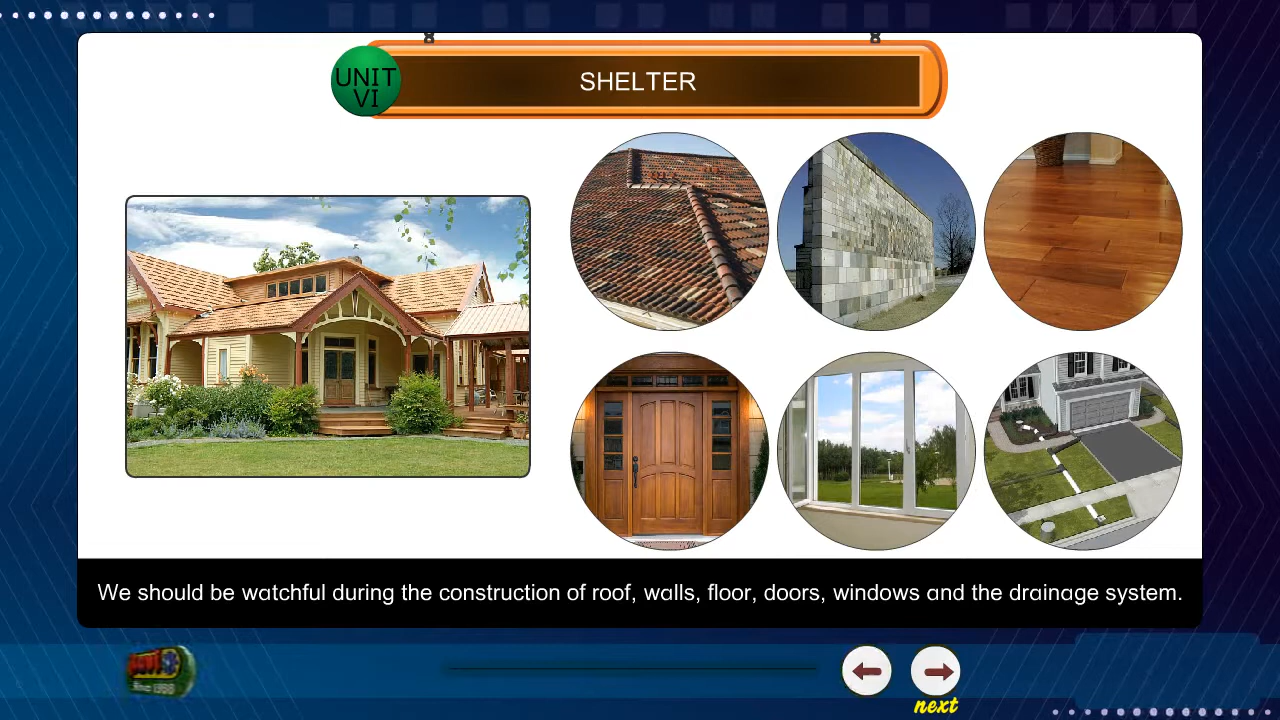 UNIT
VI
SHELTER
We should be watchful during the construction of roof, walls, floor, doors, windows and the drainage system.
next